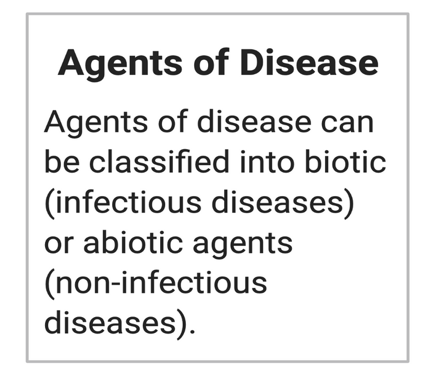 Agents of Disease
Agents of disease can
be classified into biotic
(infectious diseases)
or abiotic agents
(non-infectious
diseases).